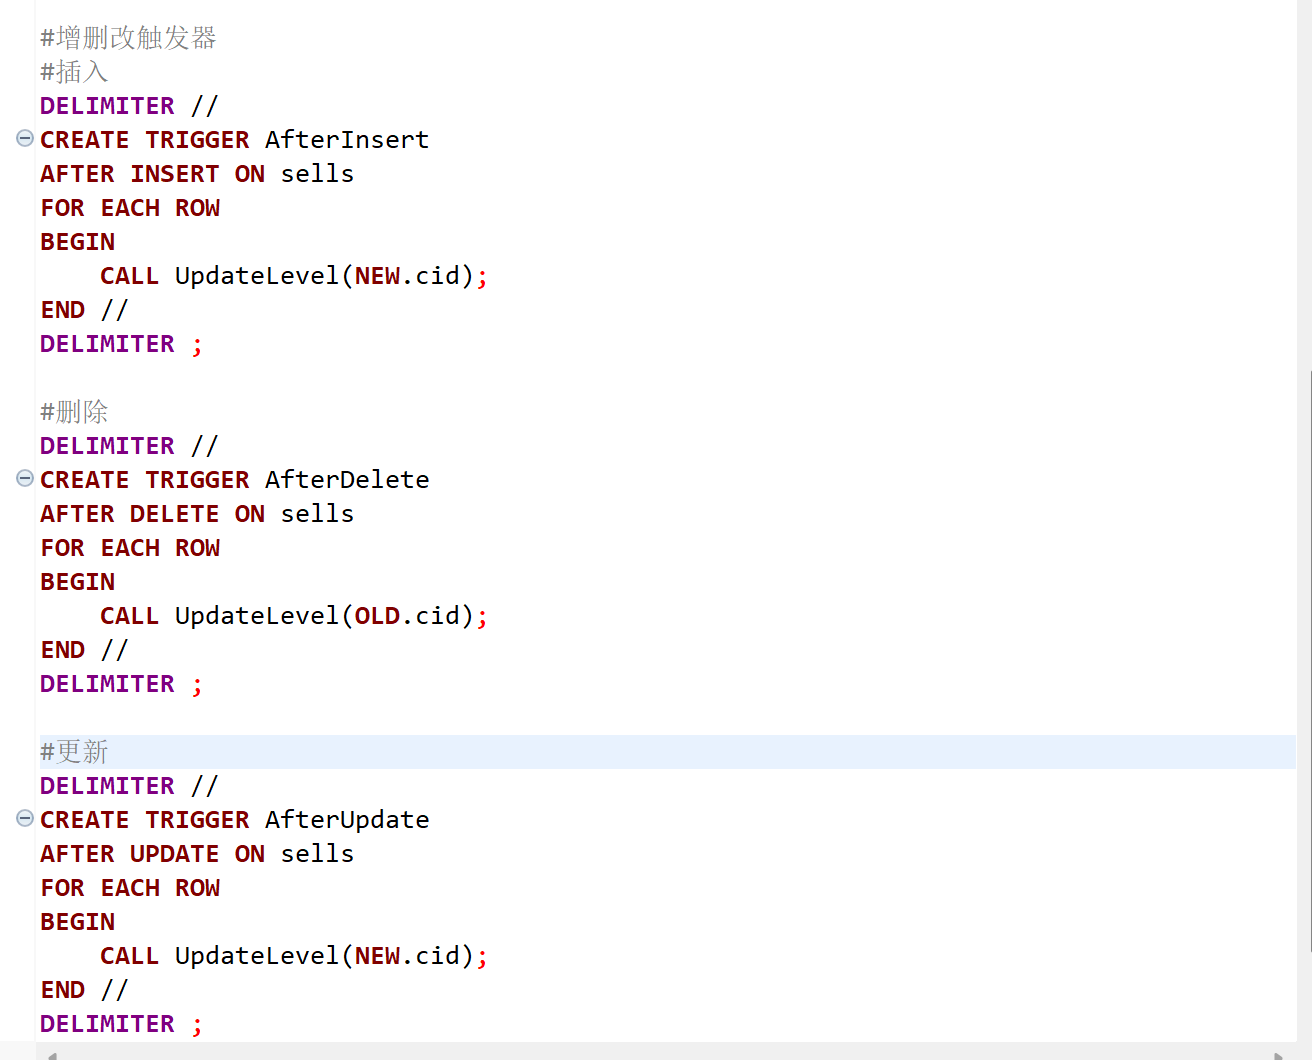 #增删改触发器
#插入
DELIMITER //
CREATE TRIGGER AfterInsert
AFTER INSERT ON sells
FOR EACH ROW
BEGIN
    CALL UpdateLevel(NEW.cid);
END //
DELIMITER ;

#删除
DELIMITER //
CREATE TRIGGER AfterDelete
AFTER DELETE ON sells
FOR EACH ROW
BEGIN
    CALL UpdateLevel(OLD.cid);
END //
DELIMITER ;

#更新
DELIMITER //
CREATE TRIGGER AfterUpdate
AFTER UPDATE ON sells
FOR EACH ROW
BEGIN
    CALL UpdateLevel(NEW.cid);
END //
DELIMITER ;